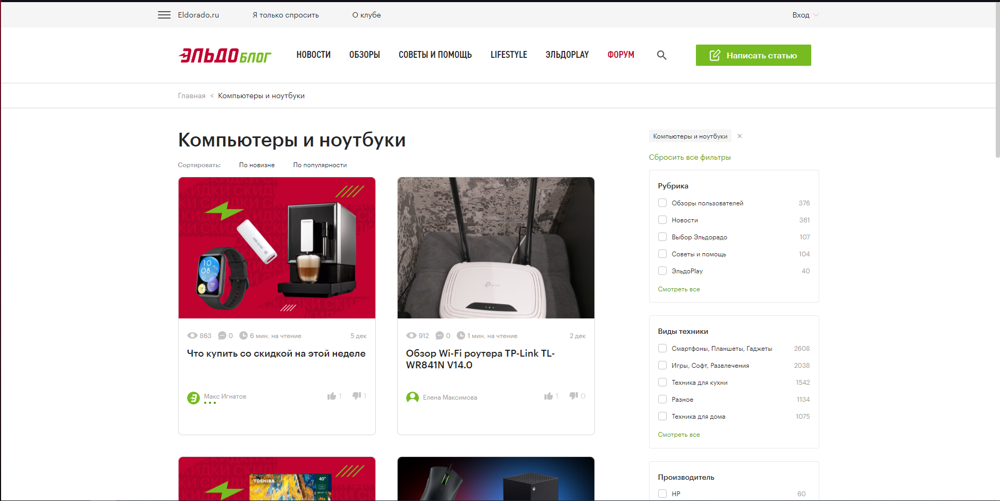 Eldorado.ru
Я только спросить
О клубе
Вход
ЭЛЬДОБЛОГ
НОВОСТИ
ОБЗОРЫ
СОВЕТЫ И ПОМОЩЬ
LIFESTYLE
ЭЛЬДОPLAY
ФОРУМ
Написать статью
Главная < Компьютеры и ноутбуки
Компьютеры и ноутбуки
Сортировать:
По новизне
По популярности
863
0
6 мин. на чтение
5 дек
Что купить со скидкой на этой неделе
Макс Игнатов
1
1
912
0
1 мин. на чтение
2 дек
Обзор Wi-Fi роутера TP-Link TL-
WR841N V14.0
Елена Максимова
1
0
TOSHIBA
40"
Компьютеры и ноутбуки ×
Сбросить все фильтры
Рубрика
Обзоры пользователей 376
Новости 361
Выбор Эльдорадо 107
Советы и помощь 104
ЭльдоPlay 40
Смотреть все
Виды техники
Смартфоны, Планшеты, Гаджеты 2608
Игры, Софт, Развлечения 2038
Техника для кухни 1542
Разное 1134
Техника для дома 1075
Смотреть все
Производитель
HP 60